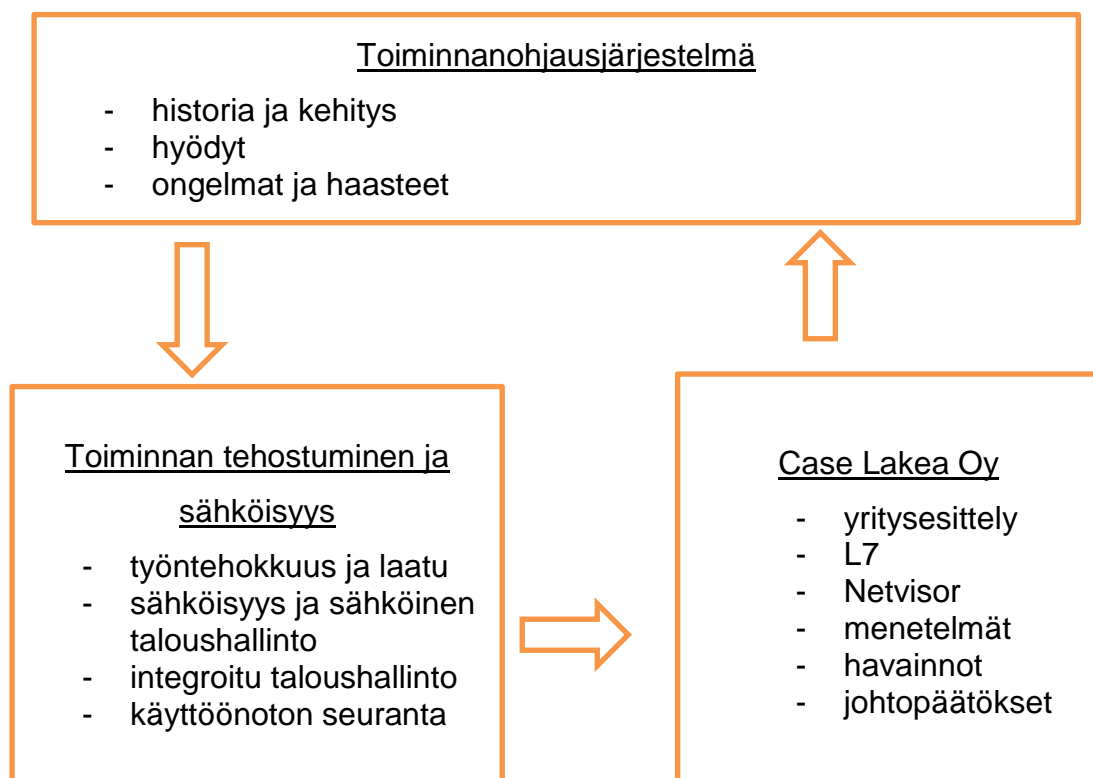 Toiminnanohjausjärjestelmä
- historia ja kehitys
- hyödyt
- ongelmat ja haasteet
Toiminnan tehostuminen ja
sähköisyys
- työntehokkuus ja laatu
- sähköisyys ja sähköinen
taloushallinto
- integroitu taloushallinto
- käyttöönoton seuranta
Case Lakea Oy
- yritysesittely
- L7
- Netvisor
- menetelmät
- havainnot
- johtopäätökset